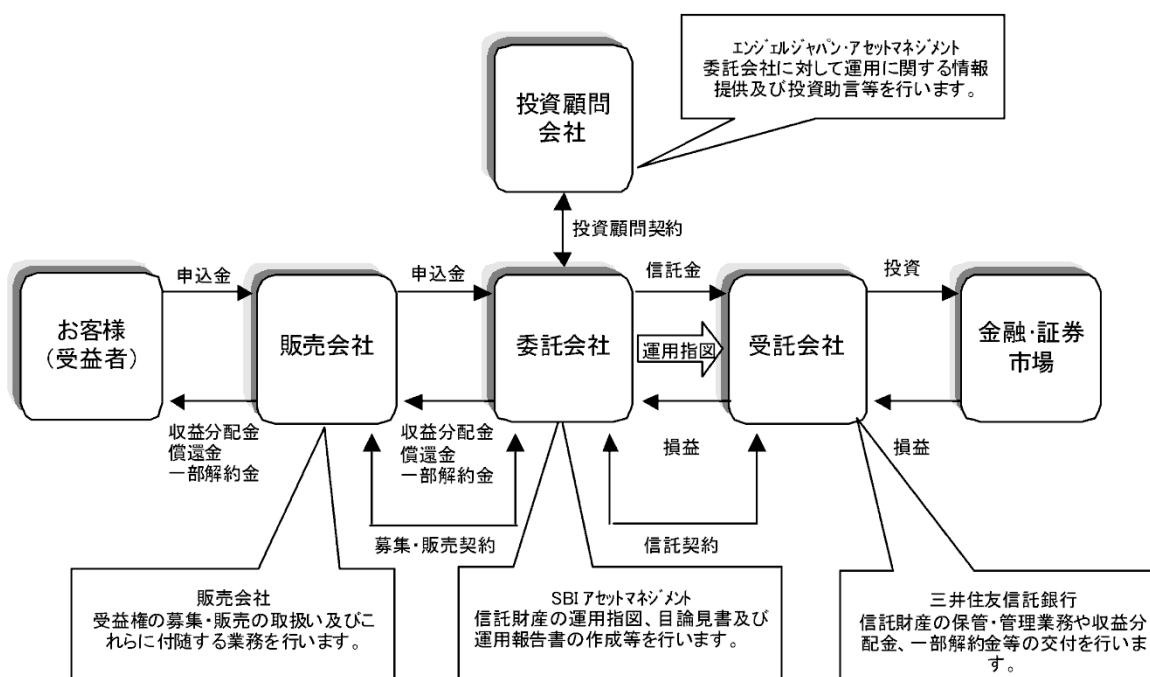 エンジェルジャパン・アセットマネジメント
委託会社に対して運用に関する情報
提供及び投資助言等を行います。
投資顧問
会社
投資顧問契約
申込金
申込金
信託金
投資
お客様
(受益者)
販売会社
委託会社
運用指図
受託会社
金融・証券
市場
収益分配金
償還金
一部解約金
収益分配金
償還金
一部解約金
損益
損益
募集・販売契約
信託契約
販売会社
受益権の募集・販売の取扱い及びこ
れらに付随する業務を行います。
SBIアセットマネジメント
信託財産の運用指図、目論見書及び
運用報告書の作成等を行います。
三井住友信託銀行
信託財産の保管・管理業務や収益分
配金、一部解約金等の交付を行いま
す。